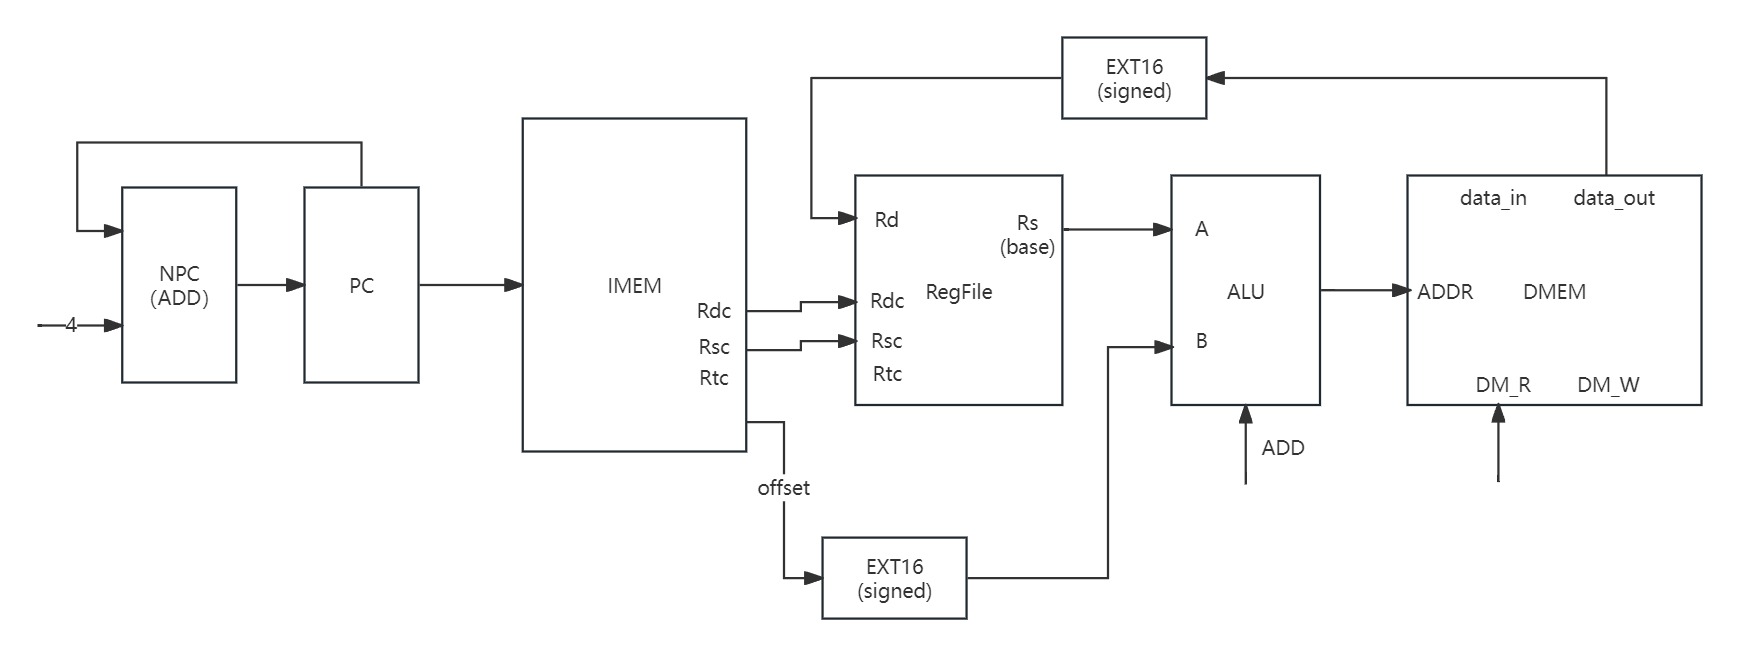 EXT16
(signed)
4
NPC
(ADD)
PC
IMEM
Rdc
Rsc
Rtc
offset
Rd
Rs
(base)
Rdc
RegFile
Rsc
Rtc
A
ALU
B
ADD
data_in
data_out
ADDR
DMEM
DM_R
DM_W
EXT16
(signed)